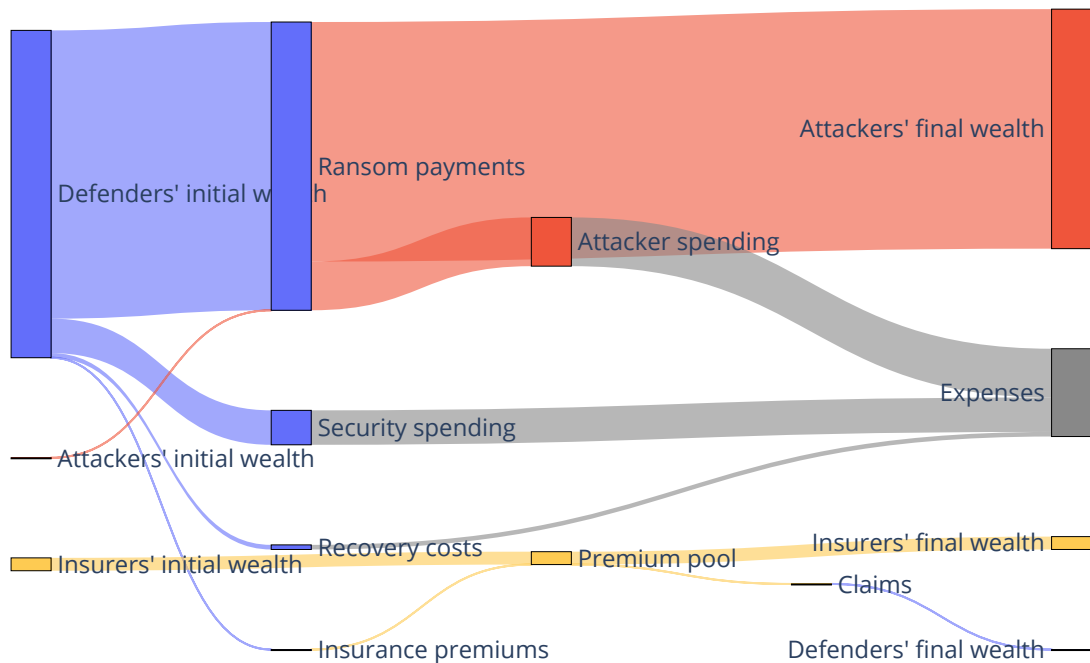 Defenders' initial wealth
Attackers' initial wealth
Insurers' initial wealth
Ransom payments
Security spending
Recovery costs
Insurance premiums
Attacker spending
Premium pool
Claims
Attackers' final wealth
Expenses
Insurers' final wealth
Defenders' final wealth